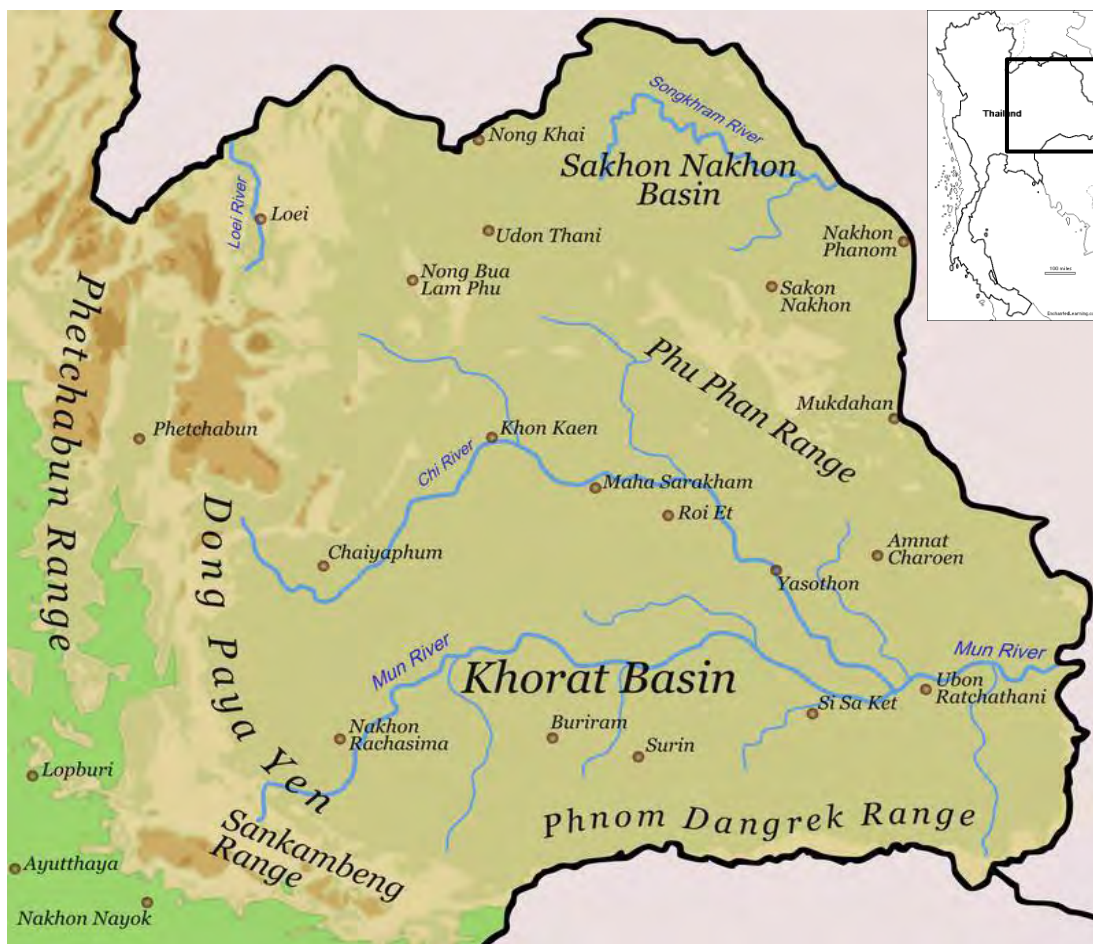 Songkhram River
Nong Khai
Sakhon Nakhon
Basin
Loei River
Loei
Udon Thani
Nakhon
Phanom
Nong Bua
Lam Phu
Sakon
Nakhon
Thailand
100 miles
EnchantedLearning.c
Phetchabun Range
Phu Phan Range
Mukdahan
Phetchabun
Khon Kaen
Chi River
Maha Sarakham
Roi Et
Dong Paya Yen
Chaiyaphum
Amnat
Charoen
Yasothon
Mun River
Mun River
Khorat Basin
Ubon
Ratchathani
Si Sa Ket
Nakhon
Rachasima
Buriram
Surin
Lopburi
Phnom Dangrek Range
Sankambeng
Range
Ayutthaya
Nakhon Nayok